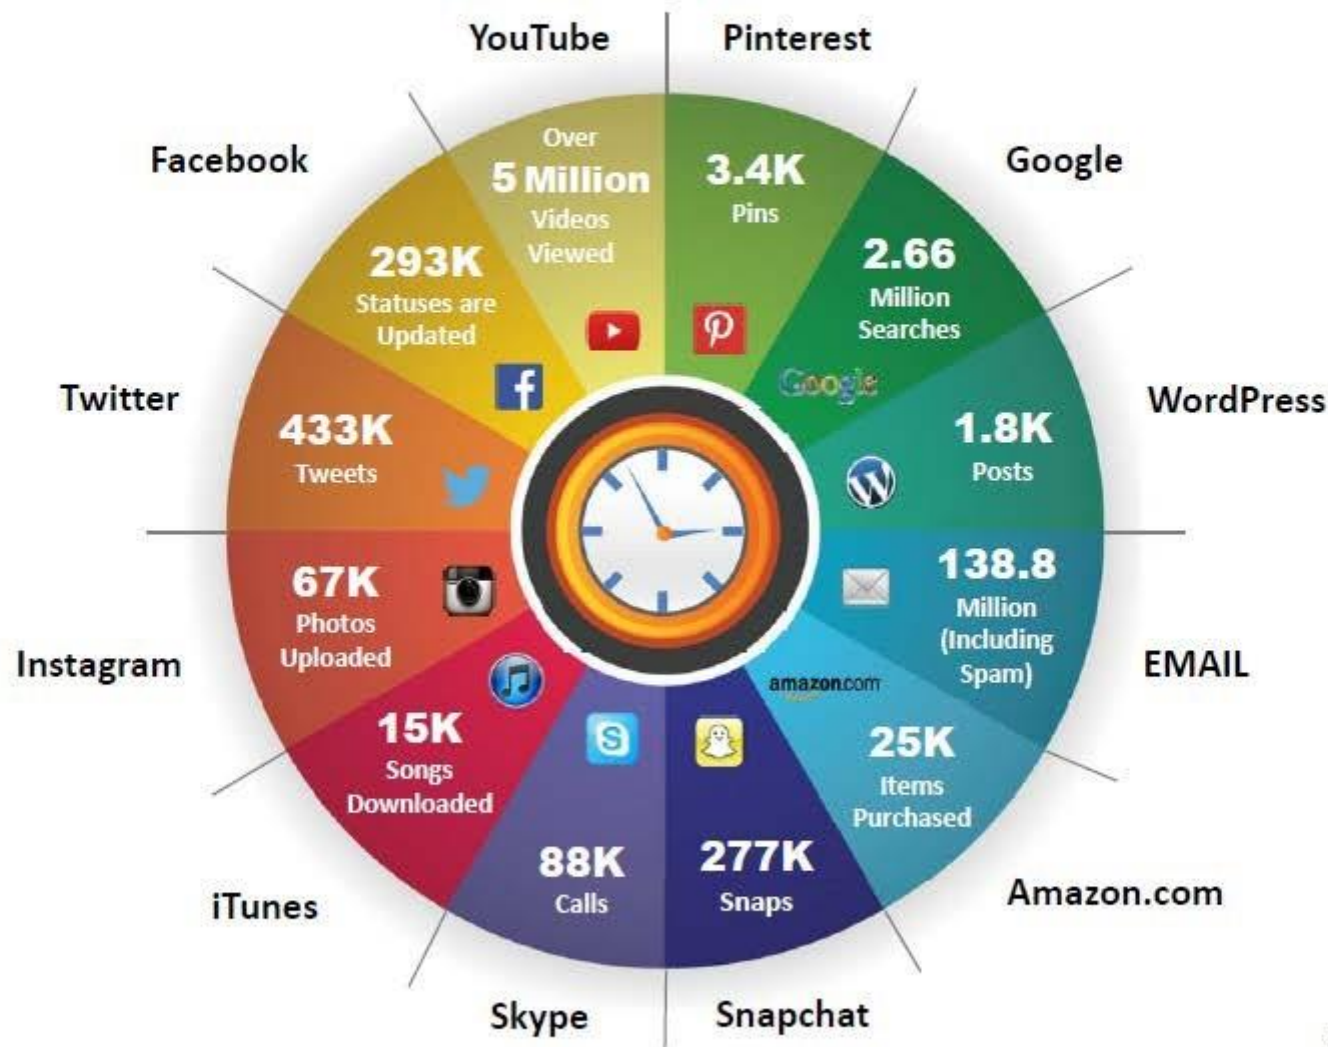 YouTube
Over
5 Million
Videos
Viewed
Pinterest
3.4K
Pins
Google
2.66
Million
Searches
Google
WordPress
1.8K
Posts
EMAIL
138.8
Million
(Including
Spam)
Amazon.com
25K
Items
Purchased
amazon.com
Snapchat
277K
Snaps
Skype
88K
Calls
iTunes
15K
Songs
Downloaded
Instagram
67K
Photos
Uploaded
Twitter
433K
Tweets
Facebook
293K
Statuses are
Updated